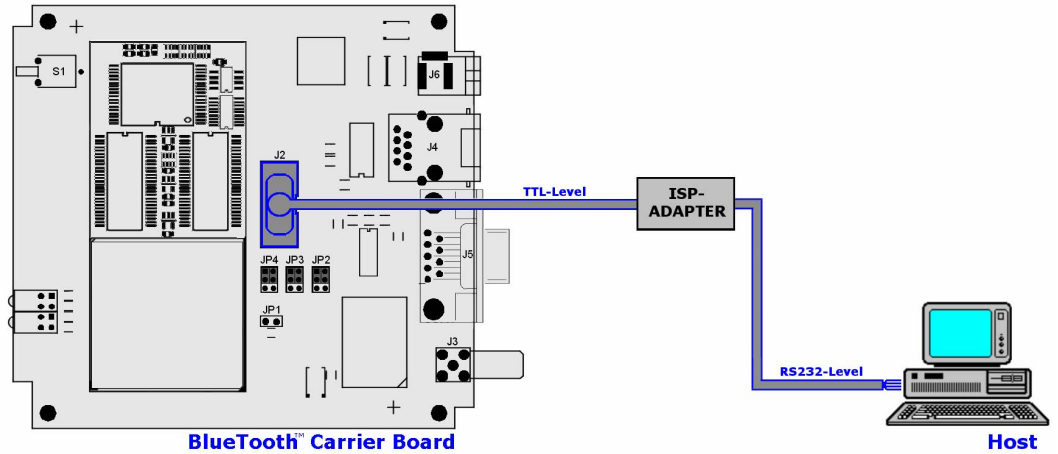 S1
J6
J4
J2
TTL-Level
ISP-
ADAPTER
J5
JP4 JP3 JP2
JP1
J3
RS232-Level
BlueTooth™ Carrier Board
Host